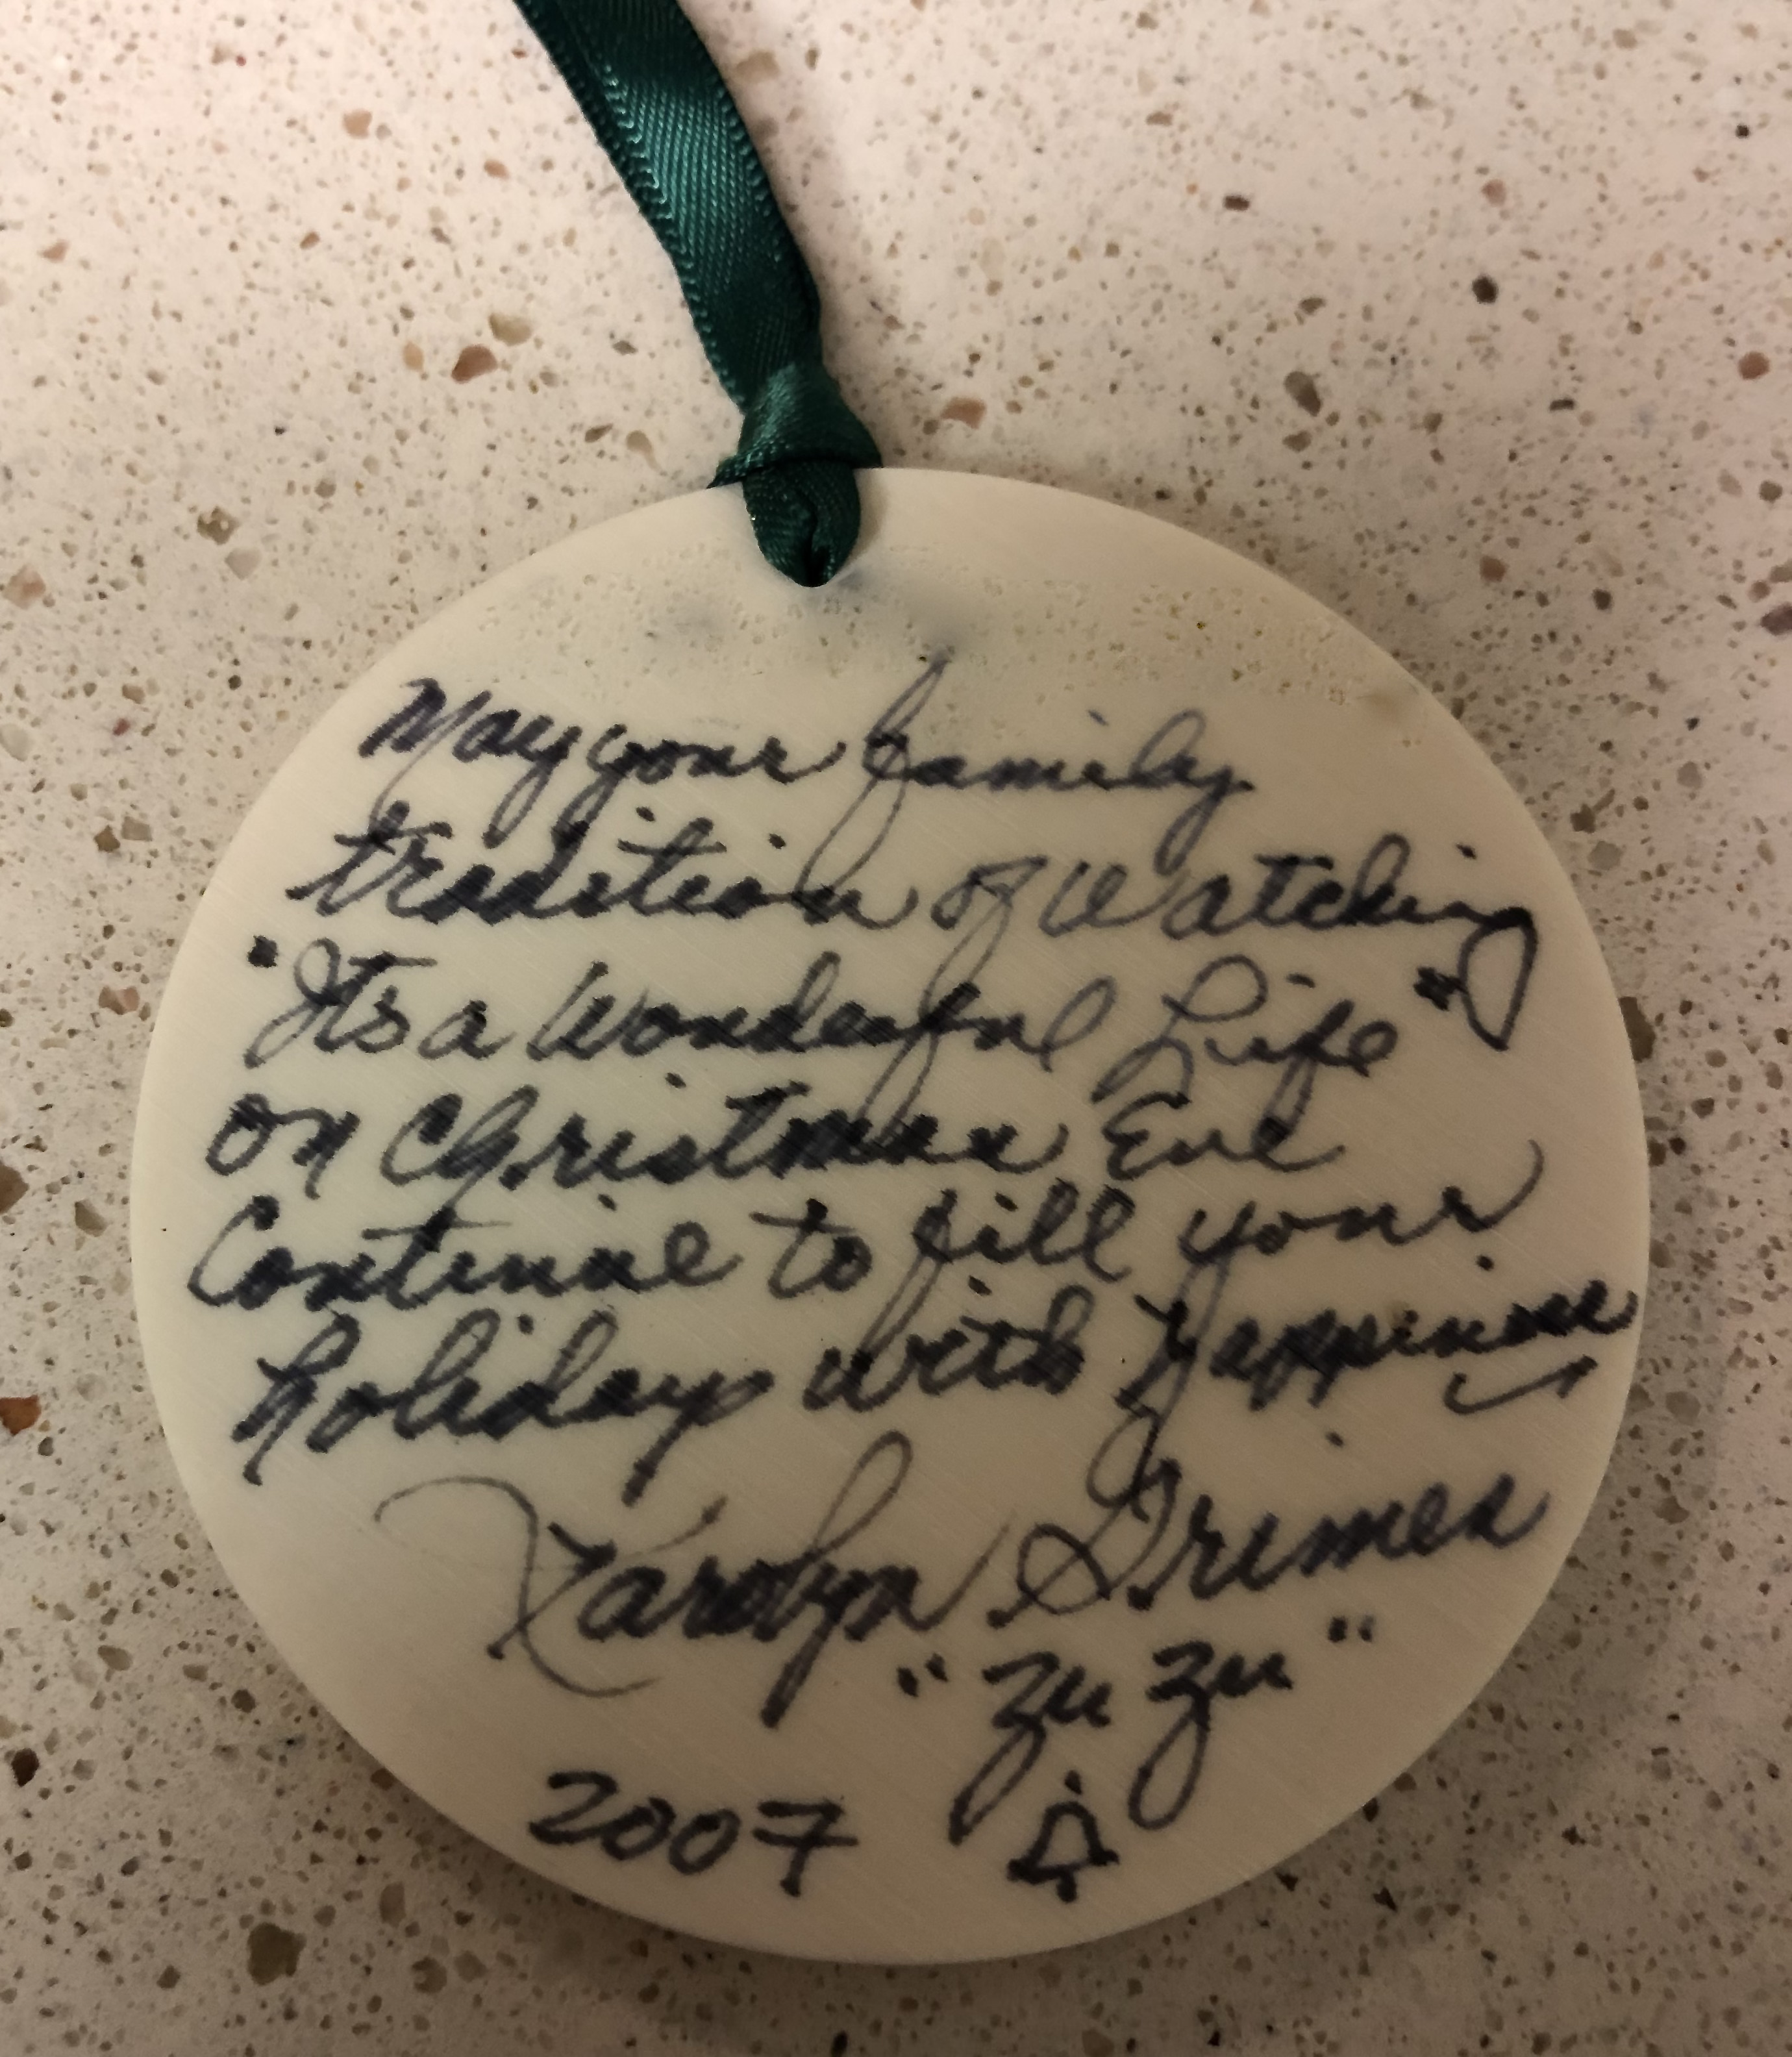 May your family
tradition of Watching
"Its a Wonderful Life"
on Christmas Eve
Continue to fill your
holidays with happiness
Karolyn Grimes
"Zu Zu"
2007